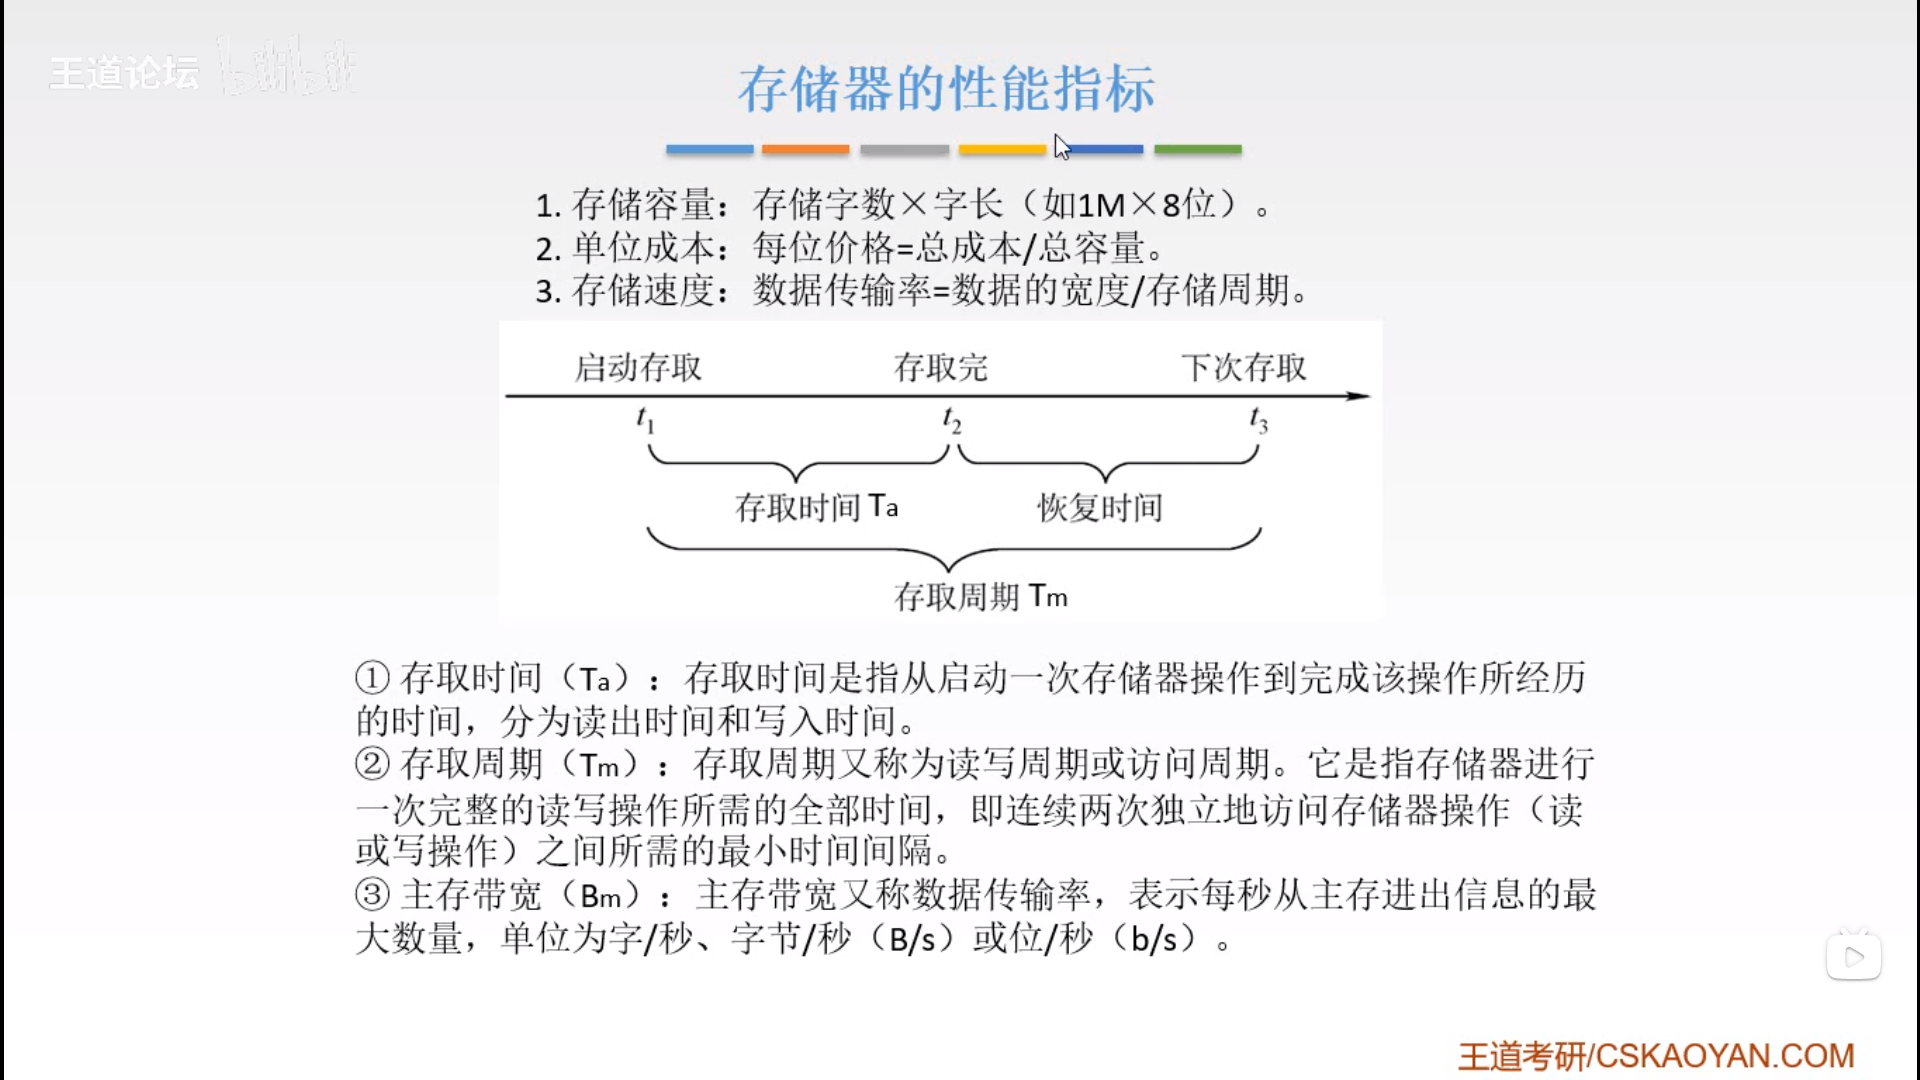 王道论坛 bilibili
存储器的性能指标
1. 存储容量：存储字数×字长（如1M×8位）。
2. 单位成本：每位价格=总成本/总容量。
3. 存储速度：数据传输率=数据的宽度/存储周期。
启动存取 存取完 下次存取
t1 t2 t3
存取时间 Ta 恢复时间
存取周期 Tm
① 存取时间（Ta）：存取时间是指从启动一次存储器操作到完成该操作所经历
的时间，分为读出时间和写入时间。
② 存取周期（Tm）：存取周期又称为读写周期或访问周期。它是指存储器进行
一次完整的读写操作所需的全部时间，即连续两次独立地访问存储器操作（读
或写操作）之间所需的最小时间间隔。
③ 主存带宽（Bm）：主存带宽又称数据传输率，表示每秒从主存进出信息的最
大数量，单位为字/秒、字节/秒（B/s）或位/秒（b/s）。
王道考研/CSKAOYAN.COM